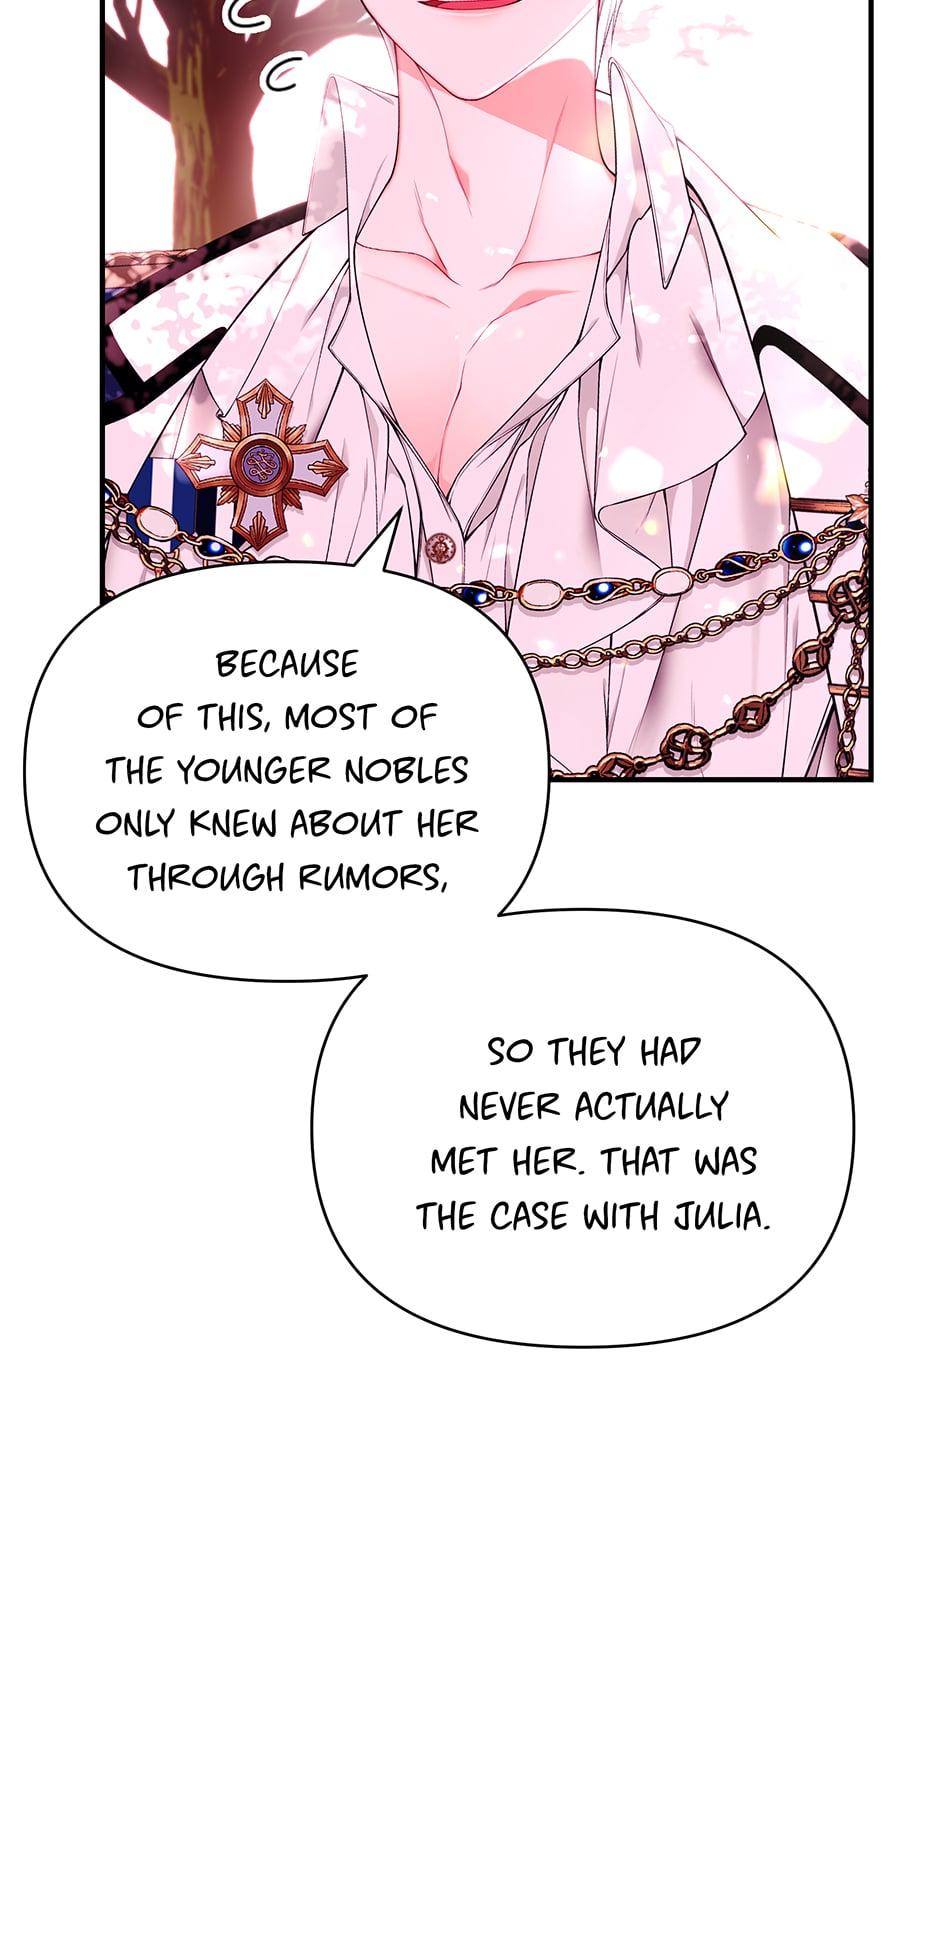 BECAUSE
OF THIS, MOST OF
THE YOUNGER NOBLES
ONLY KNEW ABOUT HER
THROUGH RUMORS,
SO THEY HAD
NEVER ACTUALLY
MET HER. THAT WAS
THE CASE WITH JULIA.